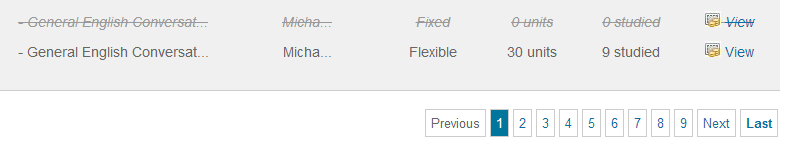 - General English Conversat... Micha... Fixed 0 units 0 studied View
- General English Conversat... Micha... Flexible 30 units 9 studied View
Previous 1 2 3 4 5 6 7 8 9 Next Last